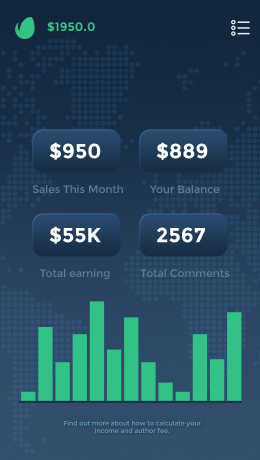 $1950.0
$950
$889
Sales This Month
Your Balance
$55K
2567
Total earning
Total Comments
Find out more about how to calculate your
income and author fee.